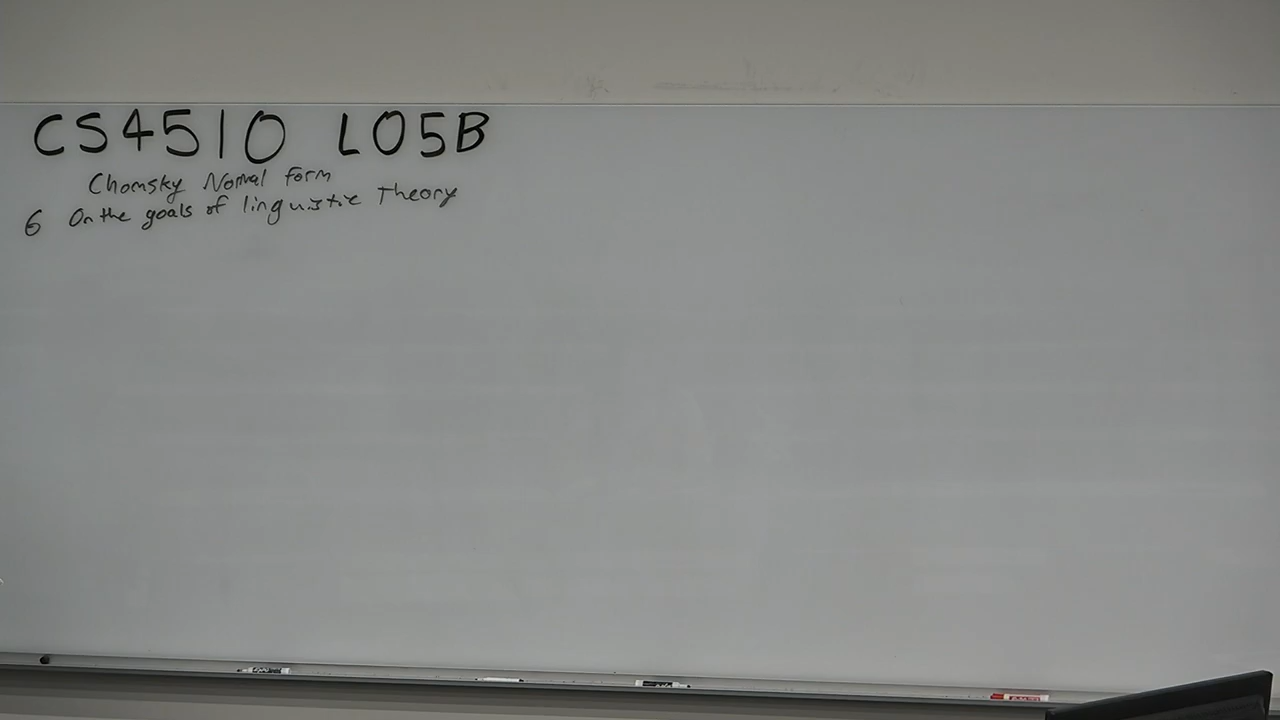 CS4510 L05B
Chomsky Normal Form
6 On the goals of linguistic Theory